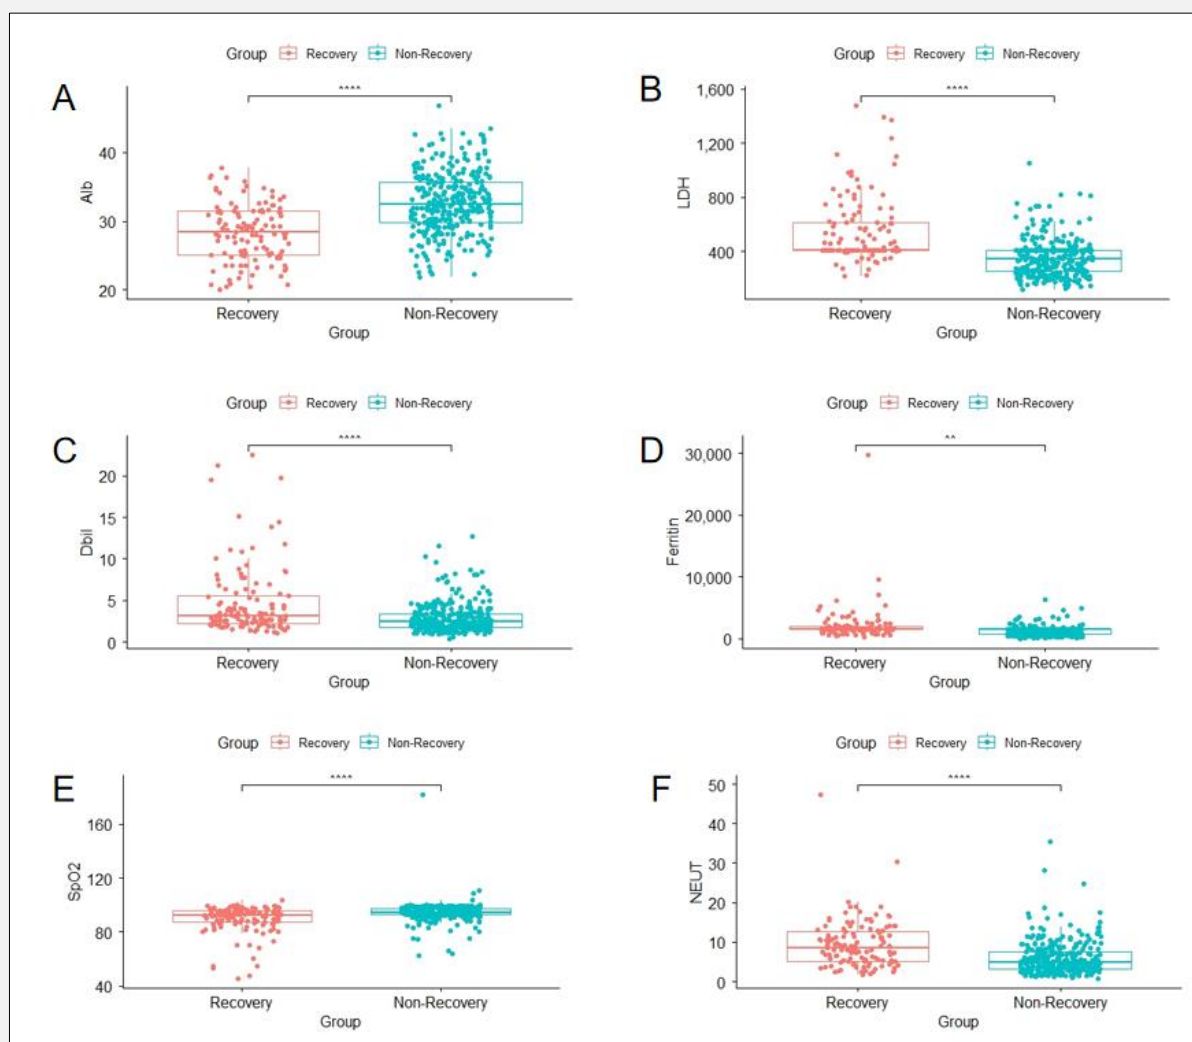 Group Recovery Non-Recovery
A
****
Alb
40
30
20
Recovery Non-Recovery
Group
Group Recovery Non-Recovery
B
****
LDH
1,600
1,200
800
400
Recovery Non-Recovery
Group
Group Recovery Non-Recovery
C
****
Dbil
20
15
10
5
0
Recovery Non-Recovery
Group
Group Recovery Non-Recovery
D
**
Ferritin
30,000
20,000
10,000
0
Recovery Non-Recovery
Group
Group Recovery Non-Recovery
E
****
SpO2
160
120
80
40
Recovery Non-Recovery
Group
Group Recovery Non-Recovery
F
****
NEUT
50
40
30
20
10
0
Recovery Non-Recovery
Group